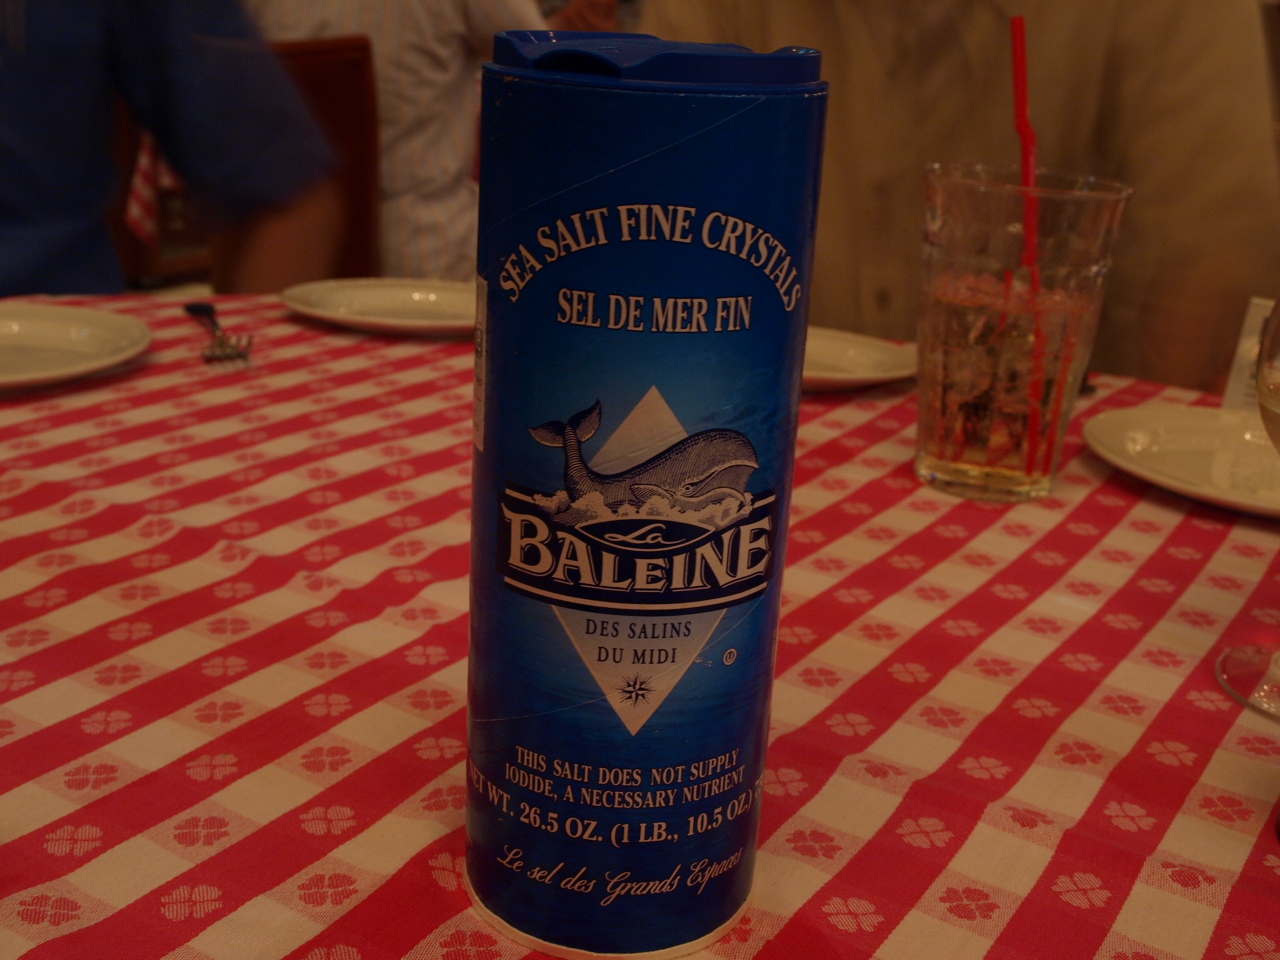 SEA SALT FINE CRYSTALS
SEL DE MER FIN
La
BALEINE
DES SALINS
DU MIDI
THIS SALT DOES NOT SUPPLY
IODIDE, A NECESSARY NUTRIENT
NET WT. 26.5 OZ. (1 LB., 10.5 OZ.)
Le sel des Grands Espaces